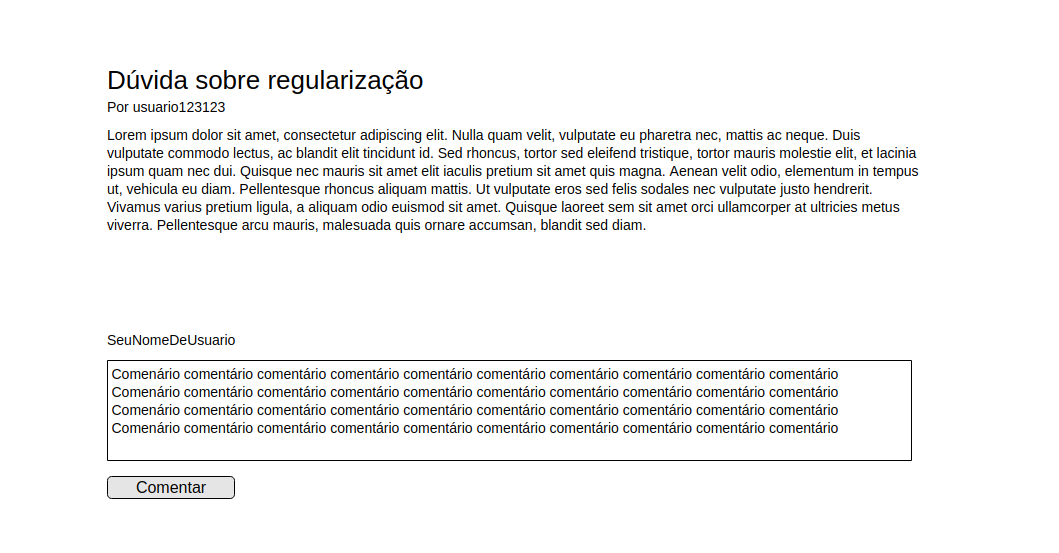 Dúvida sobre regularização
Por usuario123123
Lorem ipsum dolor sit amet, consectetur adipiscing elit. Nulla quam velit, vulputate eu pharetra nec, mattis ac neque. Duis
vulputate commodo lectus, ac blandit elit tincidunt id. Sed rhoncus, tortor sed eleifend tristique, tortor mauris molestie elit, et lacinia
ipsum quam nec dui. Quisque nec mauris sit amet elit iaculis pretium sit amet quis magna. Aenean velit odio, elementum in tempus
ut, vehicula eu diam. Pellentesque rhoncus aliquam mattis. Ut vulputate eros sed felis sodales nec vulputate justo hendrerit.
Vivamus varius pretium ligula, a aliquam odio euismod sit amet. Quisque laoreet sem sit amet orci ullamcorper at ultricies metus
viverra. Pellentesque arcu mauris, malesuada quis ornare accumsan, blandit sed diam.
SeuNomeDeUsuario
Comenário comentário comentário comentário comentário comentário comentário comentário comentário comentário
Comenário comentário comentário comentário comentário comentário comentário comentário comentário comentário
Comenário comentário comentário comentário comentário comentário comentário comentário comentário comentário
Comenário comentário comentário comentário comentário comentário comentário comentário comentário comentário
Comentar